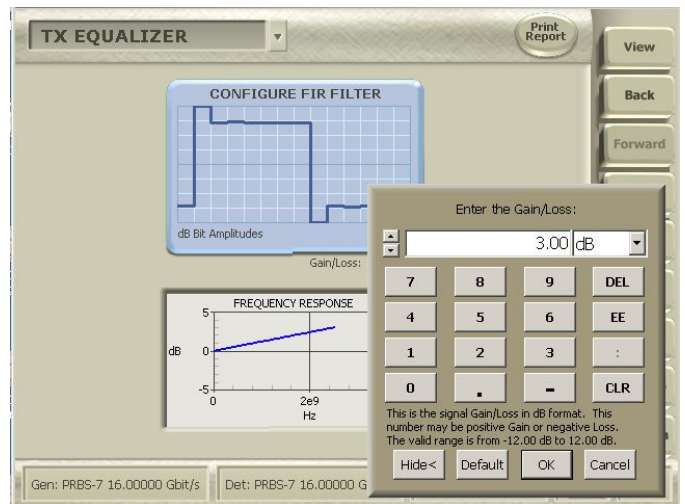 TX EQUALIZER
Print
Report
View
Back
Forward
CONFIGURE FIR FILTER
dB Bit Amplitudes
Gain/Loss:
FREQUENCY RESPONSE
5
dB
0
-5
0
2e9
Hz
Enter the Gain/Loss:
3.00 dB
7 8 9 DEL
4 5 6 EE
1 2 3 :
0 . - CLR
This is the signal Gain/Loss in dB format. This
number may be positive Gain or negative Loss.
The valid range is from -12.00 dB to 12.00 dB.
Hide< Default OK Cancel
Gen: PRBS-7 16.00000 Gbit/s
Det: PRBS-7 16.00000 G